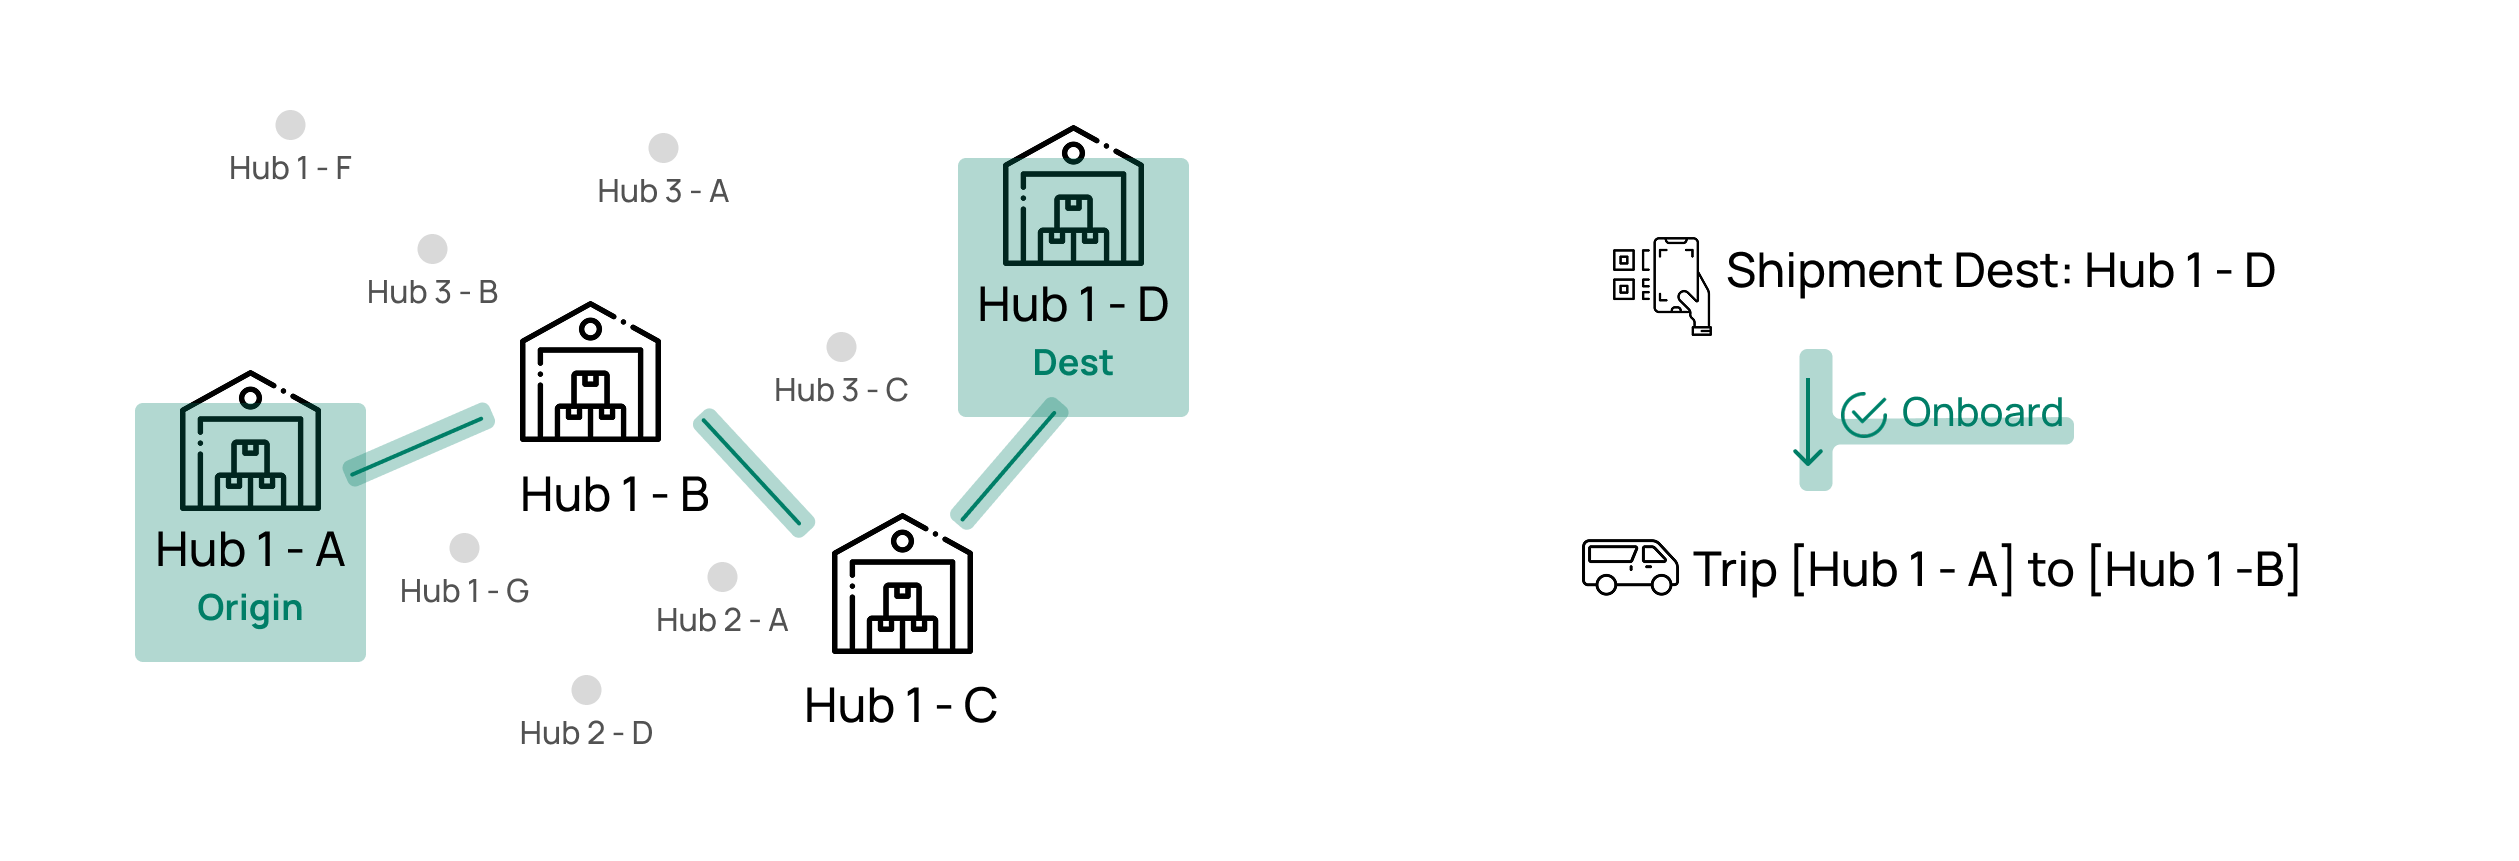 Hub 1 - F
Hub 3 - A
Hub 3 - B
Hub 1 - D
Dest
Hub 3 - C
Hub 1 - B
Hub 1 - A
Origin
Hub 1 - G
Hub 2 - A
Hub 1 - C
Hub 2 - D
Shipment Dest: Hub 1 - D
Onboard
Trip [Hub 1 - A] to [Hub 1 -B]